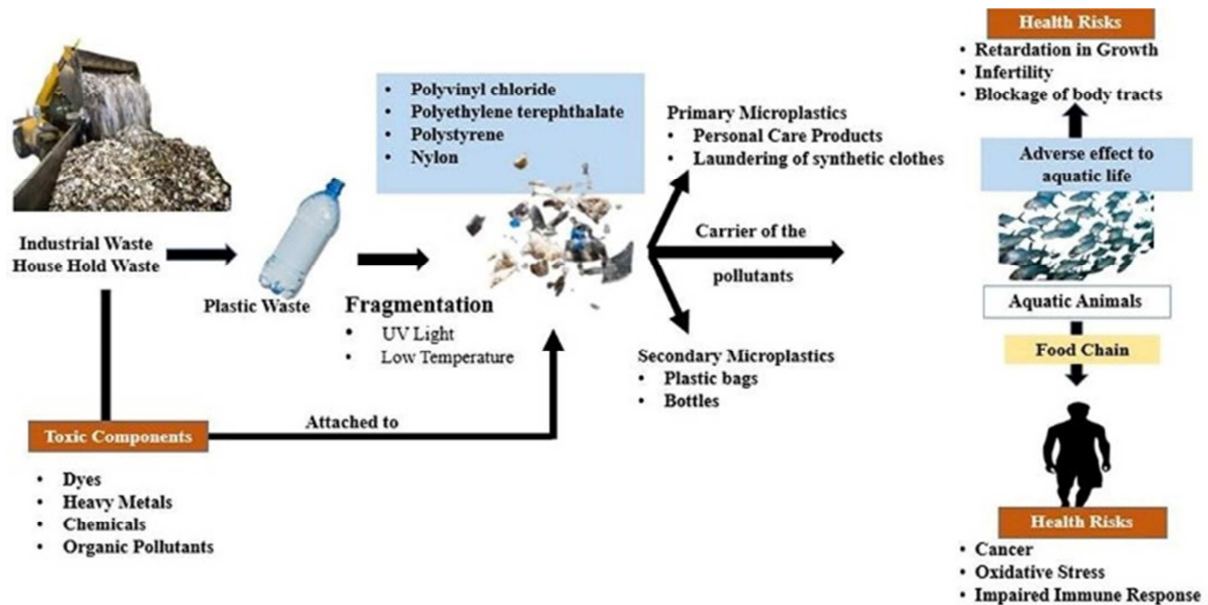 Industrial Waste
House Hold Waste
Plastic Waste
Fragmentation
• UV Light
• Low Temperature
• Polyvinyl chloride
• Polyethylene terephthalate
• Polystyrene
• Nylon
Toxic Components
• Dyes
• Heavy Metals
• Chemicals
• Organic Pollutants
Attached to
Primary Microplastics
• Personal Care Products
• Laundering of synthetic clothes
Carrier of the
pollutants
Secondary Microplastics
• Plastic bags
• Bottles
Health Risks
• Retardation in Growth
• Infertility
• Blockage of body tracts
Adverse effect to
aquatic life
Aquatic Animals
Food Chain
Health Risks
• Cancer
• Oxidative Stress
• Impaired Immune Response